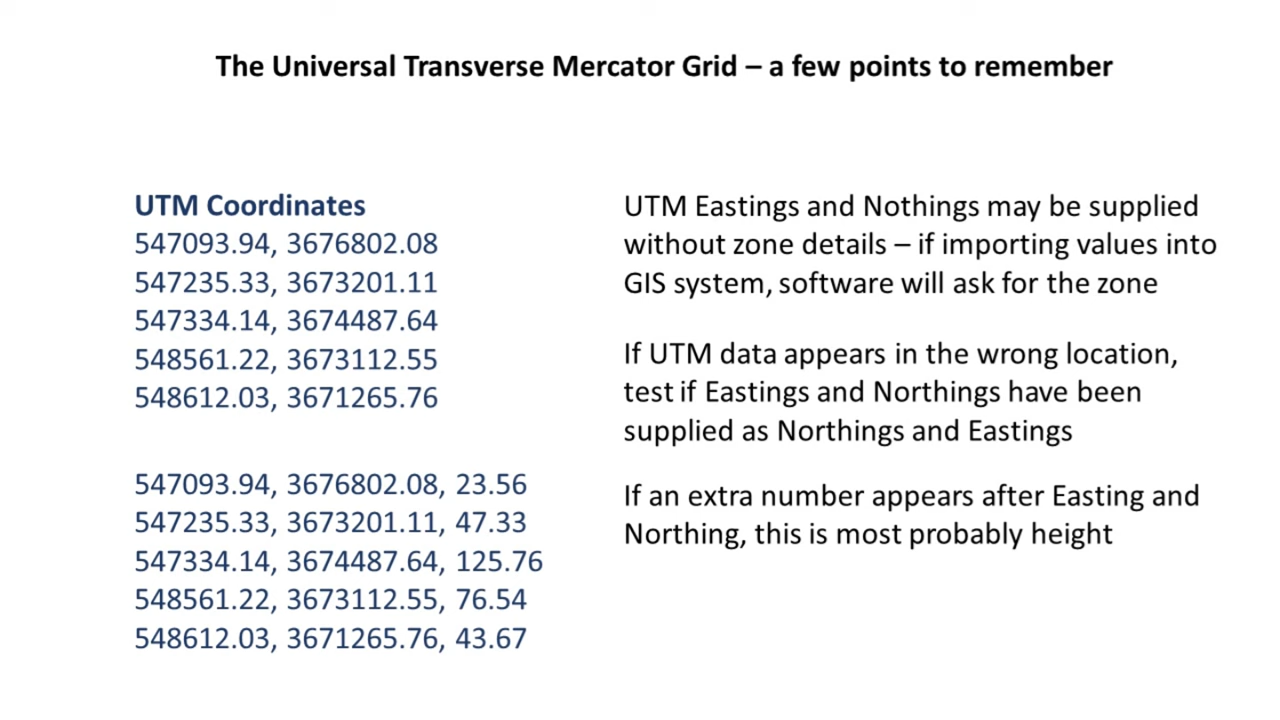 The Universal Transverse Mercator Grid – a few points to remember
UTM Coordinates
547093.94, 3676802.08
547235.33, 3673201.11
547334.14, 3674487.64
548561.22, 3673112.55
548612.03, 3671265.76
547093.94, 3676802.08, 23.56
547235.33, 3673201.11, 47.33
547334.14, 3674487.64, 125.76
548561.22, 3673112.55, 76.54
548612.03, 3671265.76, 43.67
UTM Eastings and Nothings may be supplied
without zone details – if importing values into
GIS system, software will ask for the zone
If UTM data appears in the wrong location,
test if Eastings and Northings have been
supplied as Northings and Eastings
If an extra number appears after Easting and
Northing, this is most probably height